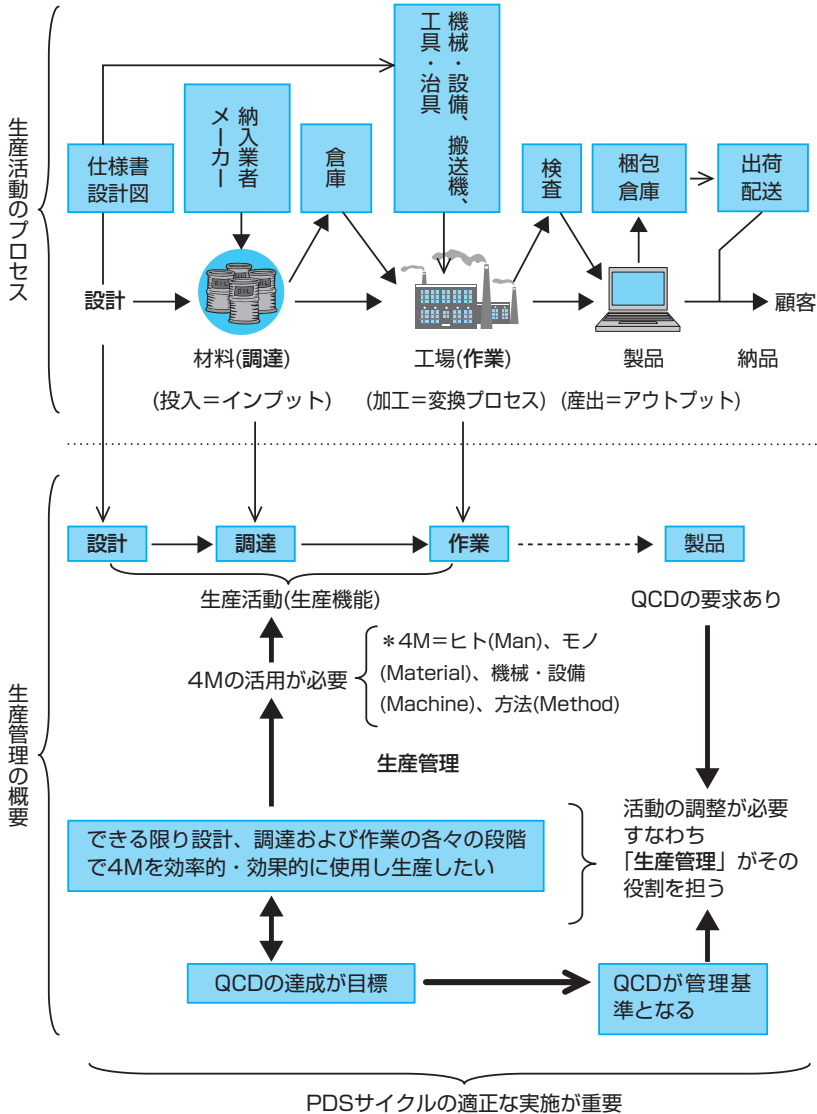 生産活動のプロセス
仕様書
設計図
納入業者
メーカー
倉庫
機械・設備、搬送機、
工具・治具
検査
梱包
倉庫
出荷
配送
OIL
OIL
OIL
設計
顧客
材料(調達)
工場(作業)
製品
納品
(投入＝インプット)
(加工＝変換プロセス)
(産出＝アウトプット)
生産管理の概要
設計
調達
作業
製品
生産活動(生産機能)
QCDの要求あり
4Mの活用が必要
＊4M＝ヒト(Man)、モノ
(Material)、機械・設備
(Machine)、方法(Method)
生産管理
できる限り設計、調達および作業の各々の段階
で4Mを効率的・効果的に使用し生産したい
活動の調整が必要
すなわち
「生産管理」がその
役割を担う
QCDの達成が目標
QCDが管理基
準となる
PDSサイクルの適正な実施が重要